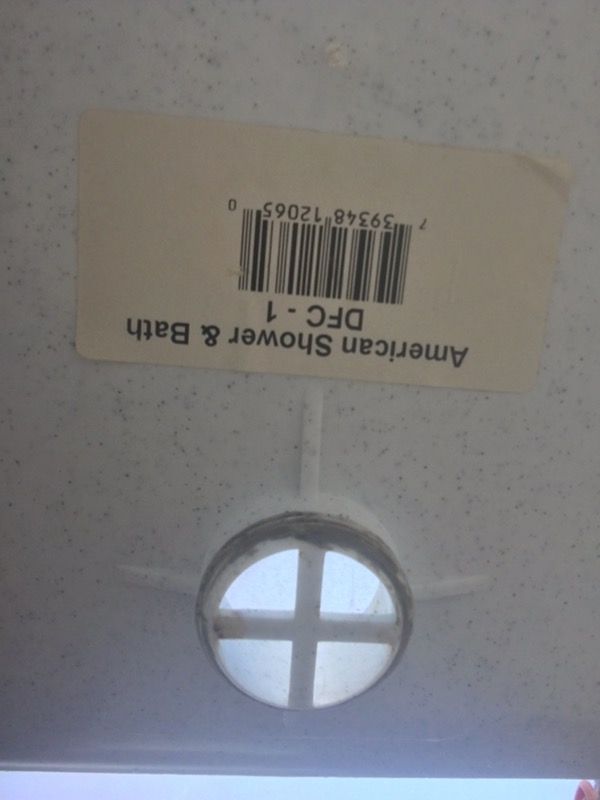 American Shower & Bath
DFC - 1
7 39348 12065 0